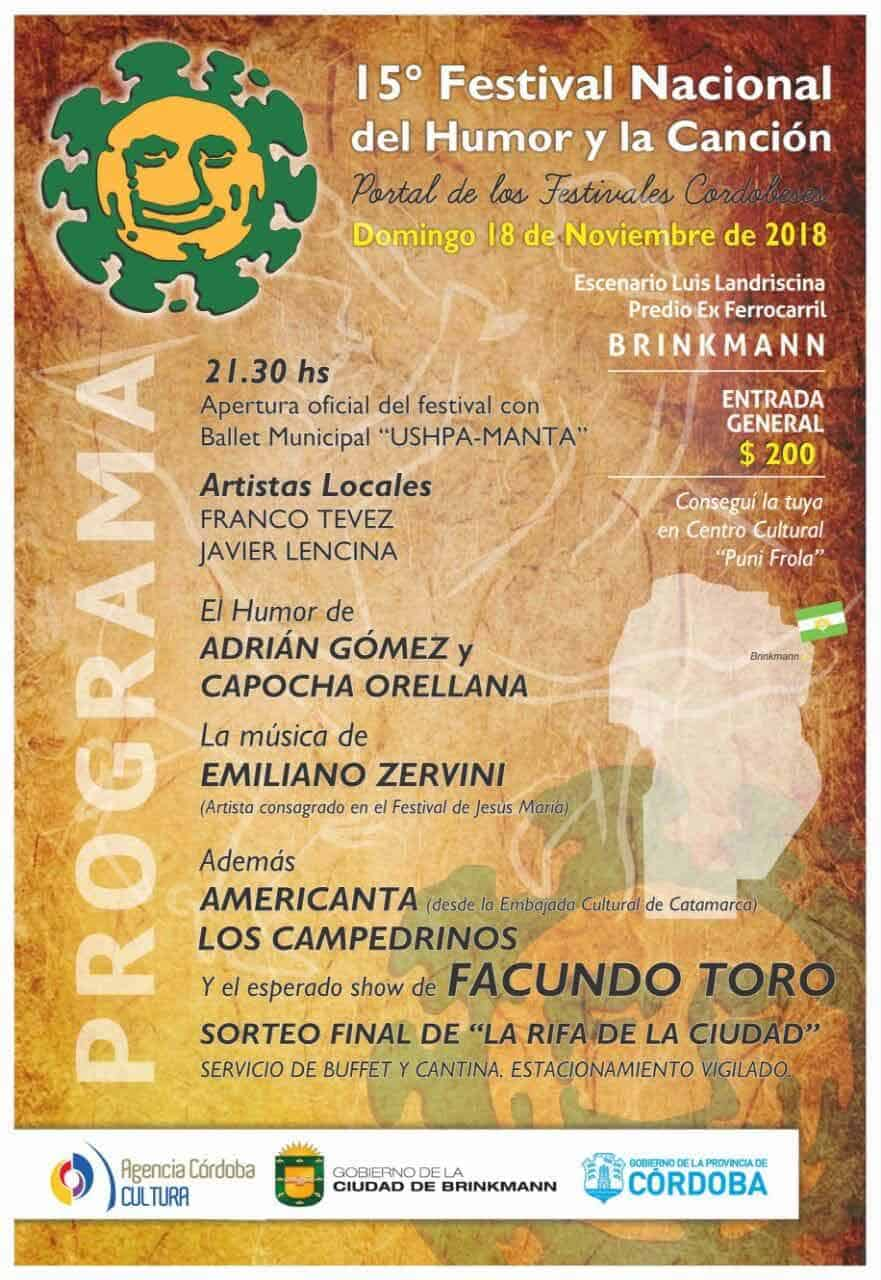 15° Festival Nacional
del Humor y la Canción
Portal de los Festivales Cordobeses
Domingo 18 de Noviembre de 2018
Escenario Luis Landriscina
Predio Ex Ferrocarril
BRINKMANN
ENTRADA
GENERAL
$ 200
Conseguí la tuya
en Centro Cultural
"Puni Frola"
Brinkmann
PROGRAMA
21.30 hs
Apertura oficial del festival con
Ballet Municipal "USHPA-MANTA"
Artistas Locales
FRANCO TEVEZ
JAVIER LENCINA
El Humor de
ADRIÁN GÓMEZ y
CAPOCHA ORELLANA
La música de
EMILIANO ZERVINI
(Artista consagrado en el Festival de Jesús María)
Además
AMERICANTA (desde la Embajada Cultural de Catamarca)
LOS CAMPEDRINOS
Y el esperado show de FACUNDO TORO
SORTEO FINAL DE "LA RIFA DE LA CIUDAD"
SERVICIO DE BUFFET Y CANTINA. ESTACIONAMIENTO VIGILADO.
Agencia Córdoba
CULTURA
GOBIERNO DE LA
CIUDAD DE BRINKMANN
GOBIERNO DE LA PROVINCIA DE
CÓRDOBA